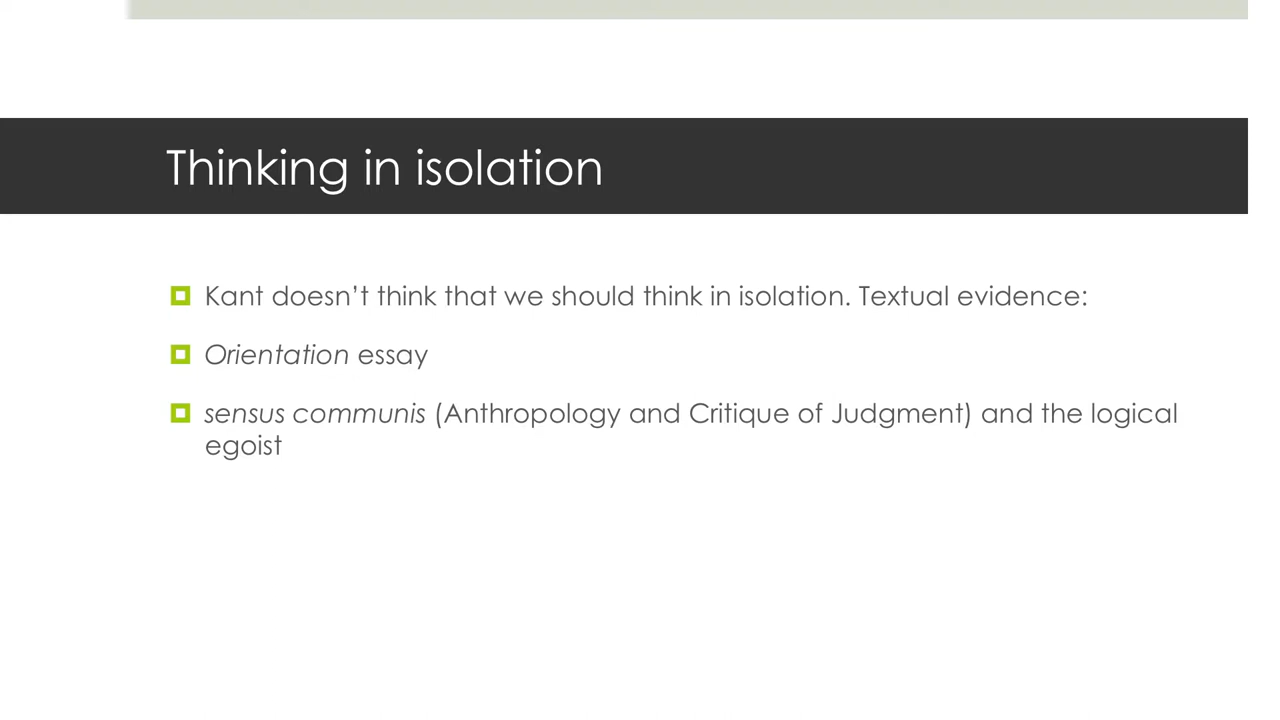 Thinking in isolation
Kant doesn’t think that we should think in isolation. Textual evidence:
Orientation essay
sensus communis (Anthropology and Critique of Judgment) and the logical
egoist